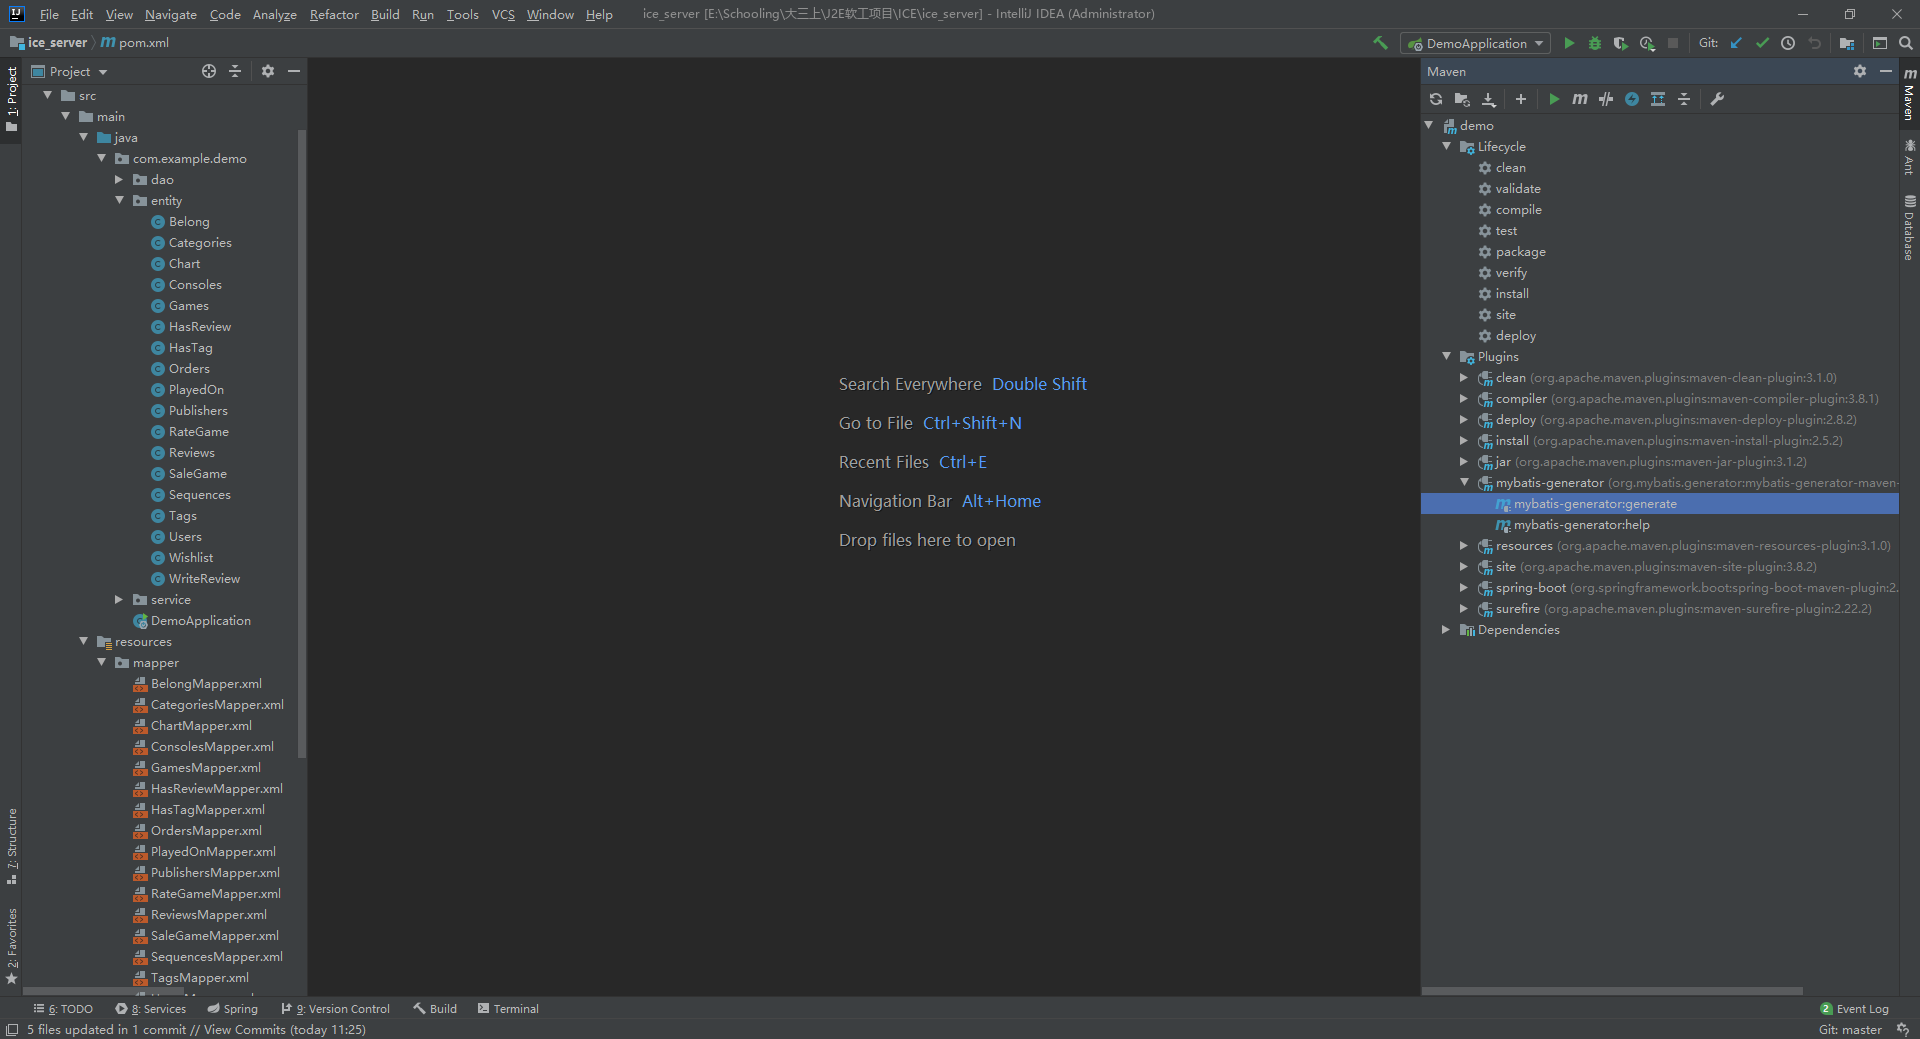 File Edit View Navigate Code Analyze Refactor Build Run Tools VCS Window Help ice_server [E:\Schooling\大三上\J2E软工项目\ICE\ice_server] - IntelliJ IDEA (Administrator)
ice_server pom.xml
DemoApplication Git:
1: Project
7: Structure
2: Favorites
Project
src
main
java
com.example.demo
dao
entity
Belong
Categories
Chart
Consoles
Games
HasReview
HasTag
Orders
PlayedOn
Publishers
RateGame
Reviews
SaleGame
Sequences
Tags
Users
Wishlist
WriteReview
service
DemoApplication
resources
mapper
BelongMapper.xml
CategoriesMapper.xml
ChartMapper.xml
ConsolesMapper.xml
GamesMapper.xml
HasReviewMapper.xml
HasTagMapper.xml
OrdersMapper.xml
PlayedOnMapper.xml
PublishersMapper.xml
RateGameMapper.xml
ReviewsMapper.xml
SaleGameMapper.xml
SequencesMapper.xml
TagsMapper.xml
Search Everywhere Double Shift
Go to File Ctrl+Shift+N
Recent Files Ctrl+E
Navigation Bar Alt+Home
Drop files here to open
Maven
demo
Lifecycle
clean
validate
compile
test
package
verify
install
site
deploy
Plugins
clean (org.apache.maven.plugins:maven-clean-plugin:3.1.0)
compiler (org.apache.maven.plugins:maven-compiler-plugin:3.8.1)
deploy (org.apache.maven.plugins:maven-deploy-plugin:2.8.2)
install (org.apache.maven.plugins:maven-install-plugin:2.5.2)
jar (org.apache.maven.plugins:maven-jar-plugin:3.1.2)
mybatis-generator (org.mybatis.generator:mybatis-generator-maven-
mybatis-generator:generate
mybatis-generator:help
resources (org.apache.maven.plugins:maven-resources-plugin:3.1.0)
site (org.apache.maven.plugins:maven-site-plugin:3.8.2)
spring-boot (org.springframework.boot:spring-boot-maven-plugin:2.
surefire (org.apache.maven.plugins:maven-surefire-plugin:2.22.2)
Dependencies
Maven
Ant
Database
6: TODO 8: Services Spring 9: Version Control Build Terminal 2 Event Log
5 files updated in 1 commit // View Commits (today 11:25) Git: master